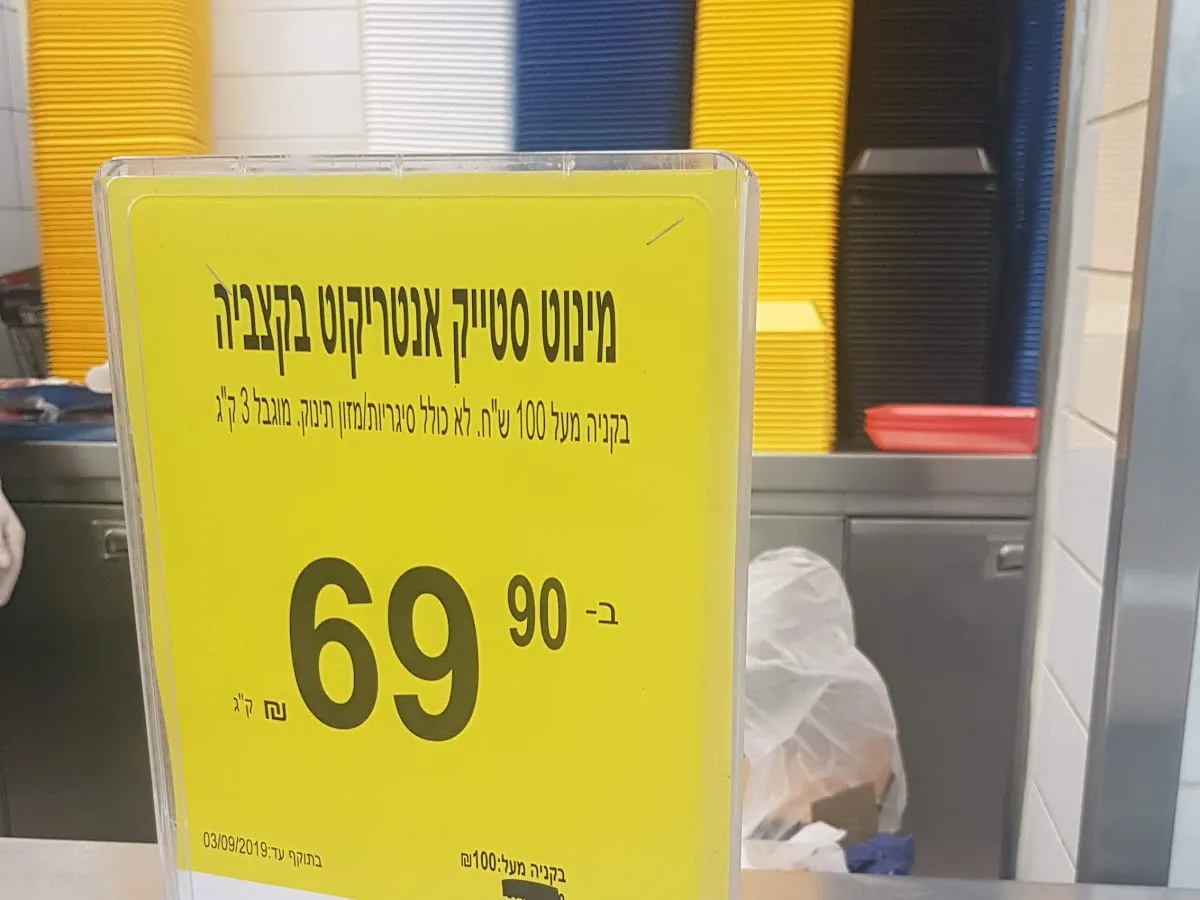 מינוט סטייק אנטריקוט בקצביה
בקניה מעל 100 ש"ח. לא כולל סיגריות/מזון תינוק. מוגבל 3 ק"ג
ב- 69 90
₪ ק"ג
בקניה מעל:100₪
בתוקף עד:03/09/2019